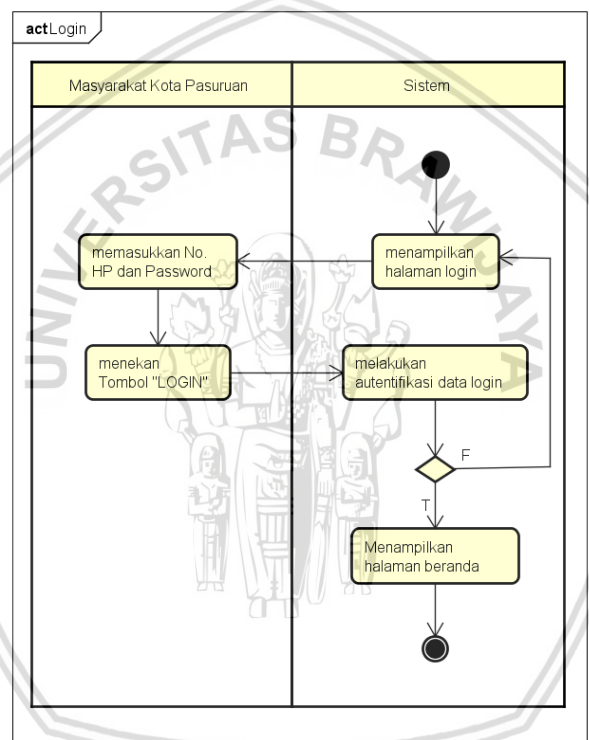 actLogin
Masyarakat Kota Pasuruan
Sistem
menampilkan
halaman login
memasukkan No.
HP dan Password
menekan
Tombol "LOGIN"
melakukan
autentifikasi data login
F
T
Menampilkan
halaman beranda
UNIVERSITAS BRAWIJAYA